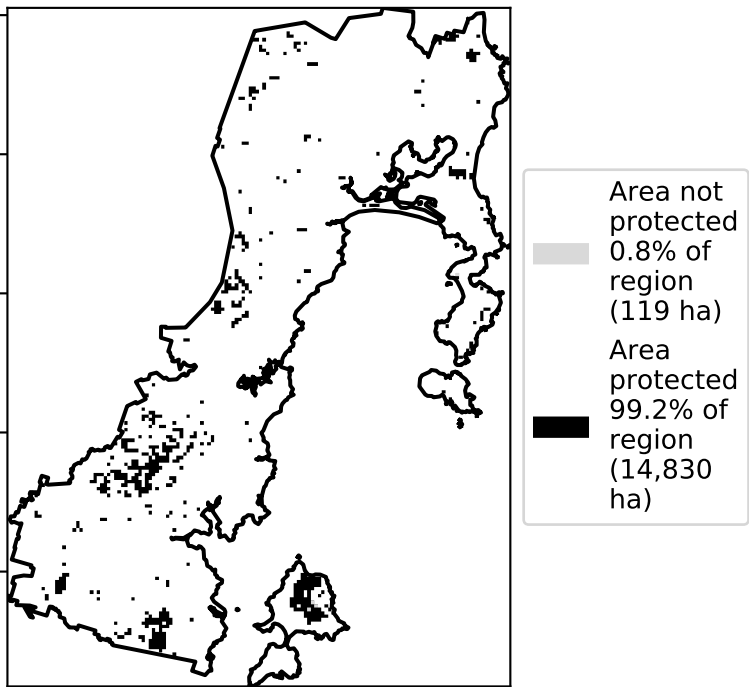 Area not
protected
0.8% of
region
(119 ha)
Area
protected
99.2% of
region
(14,830
ha)